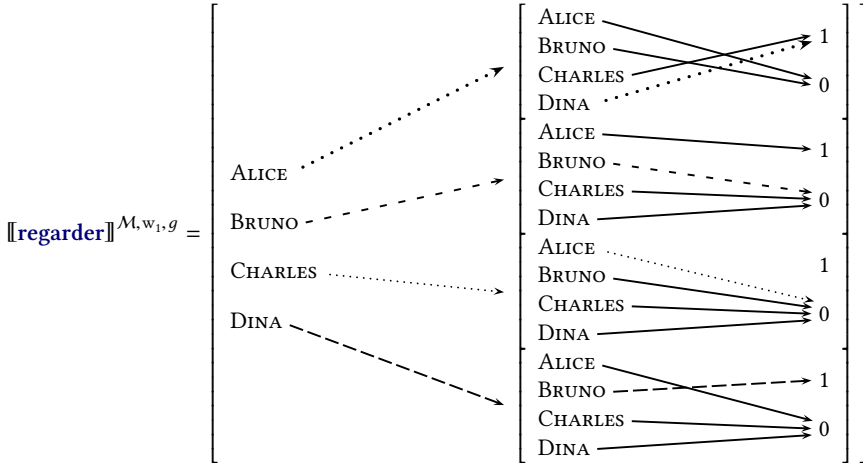 ALICE
BRUNO
CHARLES
DINA
1
0
ALICE
BRUNO
CHARLES
DINA
1
0
⟦regarder⟧ᴹ,w₁,g =
ALICE
BRUNO
CHARLES
DINA
ALICE
BRUNO
CHARLES
DINA
1
0
ALICE
BRUNO
CHARLES
DINA
1
0